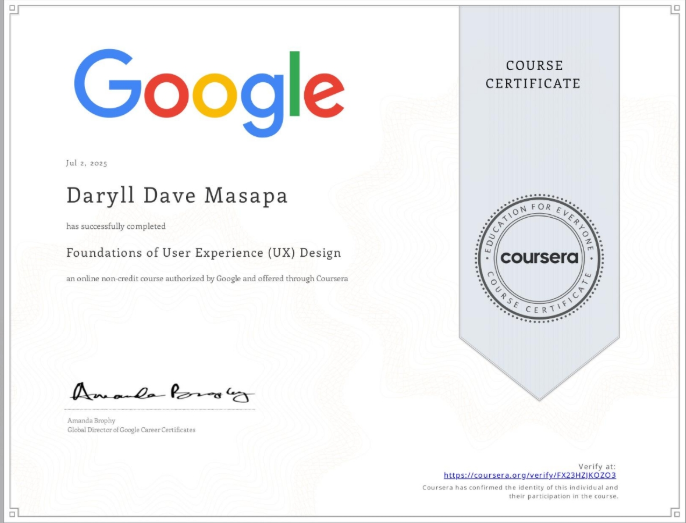 Google
COURSE
CERTIFICATE
Jul 2, 2025
Daryll Dave Masapa
has successfully completed
Foundations of User Experience (UX) Design
an online non-credit course authorized by Google and offered through Coursera
EDUCATION FOR EVERYONE
coursera
COURSE CERTIFICATE
Amanda Brophy
Amanda Brophy
Global Director of Google Career Certificates
Verify at:
https://coursera.org/verify/FX23HZJKOZO3
Coursera has confirmed the identity of this individual and
their participation in the course.